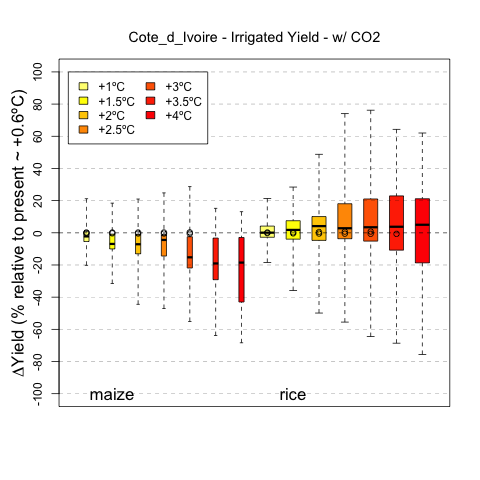 Cote_d_Ivoire - Irrigated Yield - w/ CO2
ΔYield (% relative to present ~ +0.6ºC)
100
80
60
40
20
0
-20
-40
-60
-80
-100
+1ºC
+1.5ºC
+2ºC
+2.5ºC
+3ºC
+3.5ºC
+4ºC
maize
rice